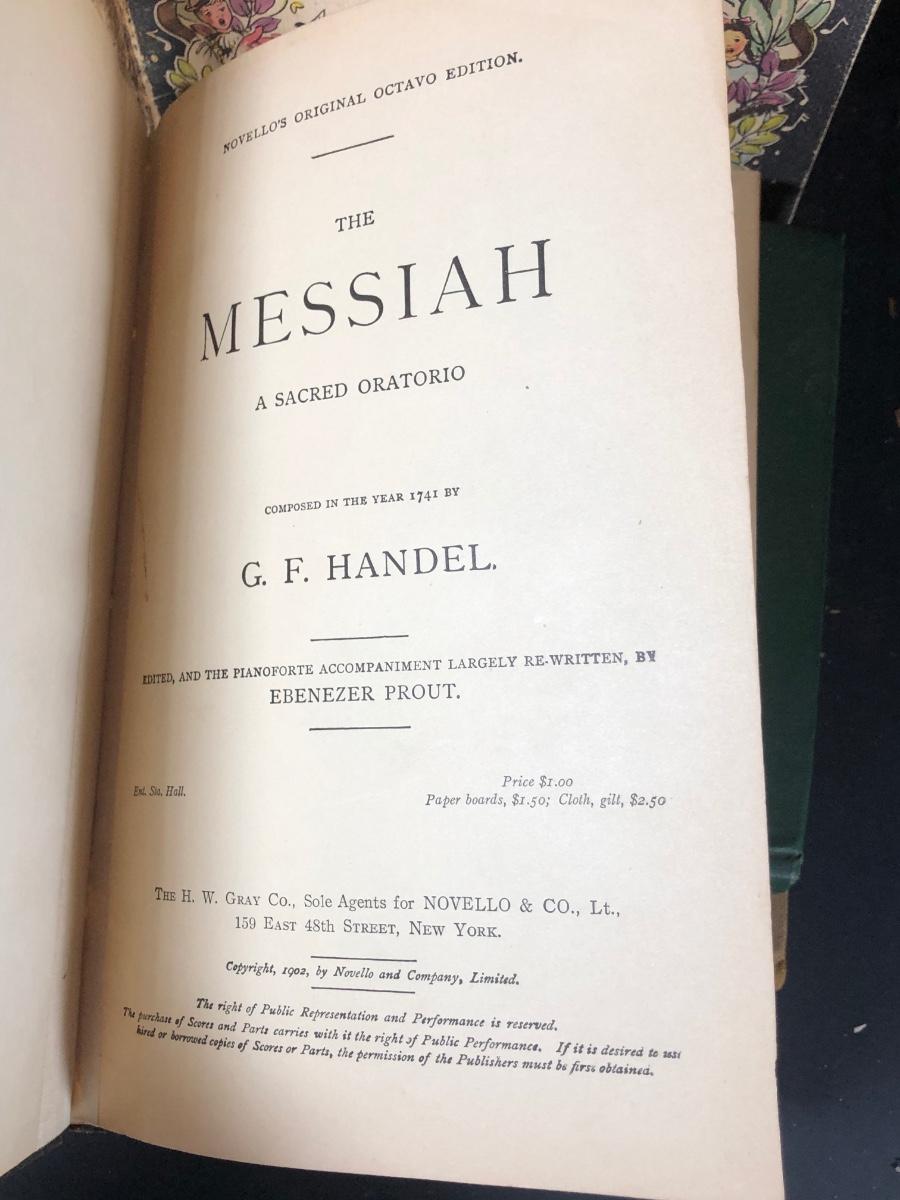 NOVELLO'S ORIGINAL OCTAVO EDITION.
THE
MESSIAH
A SACRED ORATORIO
COMPOSED IN THE YEAR 1741 BY
G. F. HANDEL.
EDITED, AND THE PIANOFORTE ACCOMPANIMENT LARGELY RE-WRITTEN, BY
EBENEZER PROUT.
Ent. Sta. Hall.
Price $1.00
Paper boards, $1.50; Cloth, gilt, $2.50
THE H. W. GRAY CO., Sole Agents for NOVELLO & CO., Lt.,
159 EAST 48th STREET, NEW YORK.
Copyright, 1902, by Novello and Company, Limited.
The right of Public Representation and Performance is reserved.
The purchase of Scores and Parts carries with it the right of Public Performance. If it is desired to use
hired or borrowed copies of Scores or Parts, the permission of the Publishers must be first obtained.